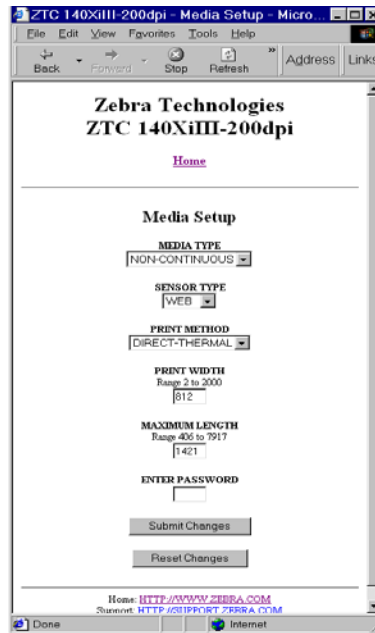 ZTC 140XiIII-200dpi - Media Setup - Micro...
File Edit View Favorites Tools Help
Back Forward Stop Refresh » Address Links
Zebra Technologies
ZTC 140XiIII-200dpi
Home
Media Setup
MEDIA TYPE
NON-CONTINUOUS
SENSOR TYPE
WEB
PRINT METHOD
DIRECT-THERMAL
PRINT WIDTH
Range 2 to 2000
812
MAXIMUM LENGTH
Range 406 to 7917
1421
ENTER PASSWORD
Submit Changes
Reset Changes
Home: HTTP://WWW.ZEBRA.COM
Support: HTTP://SUPPORT.ZEBRA.COM
Done Internet